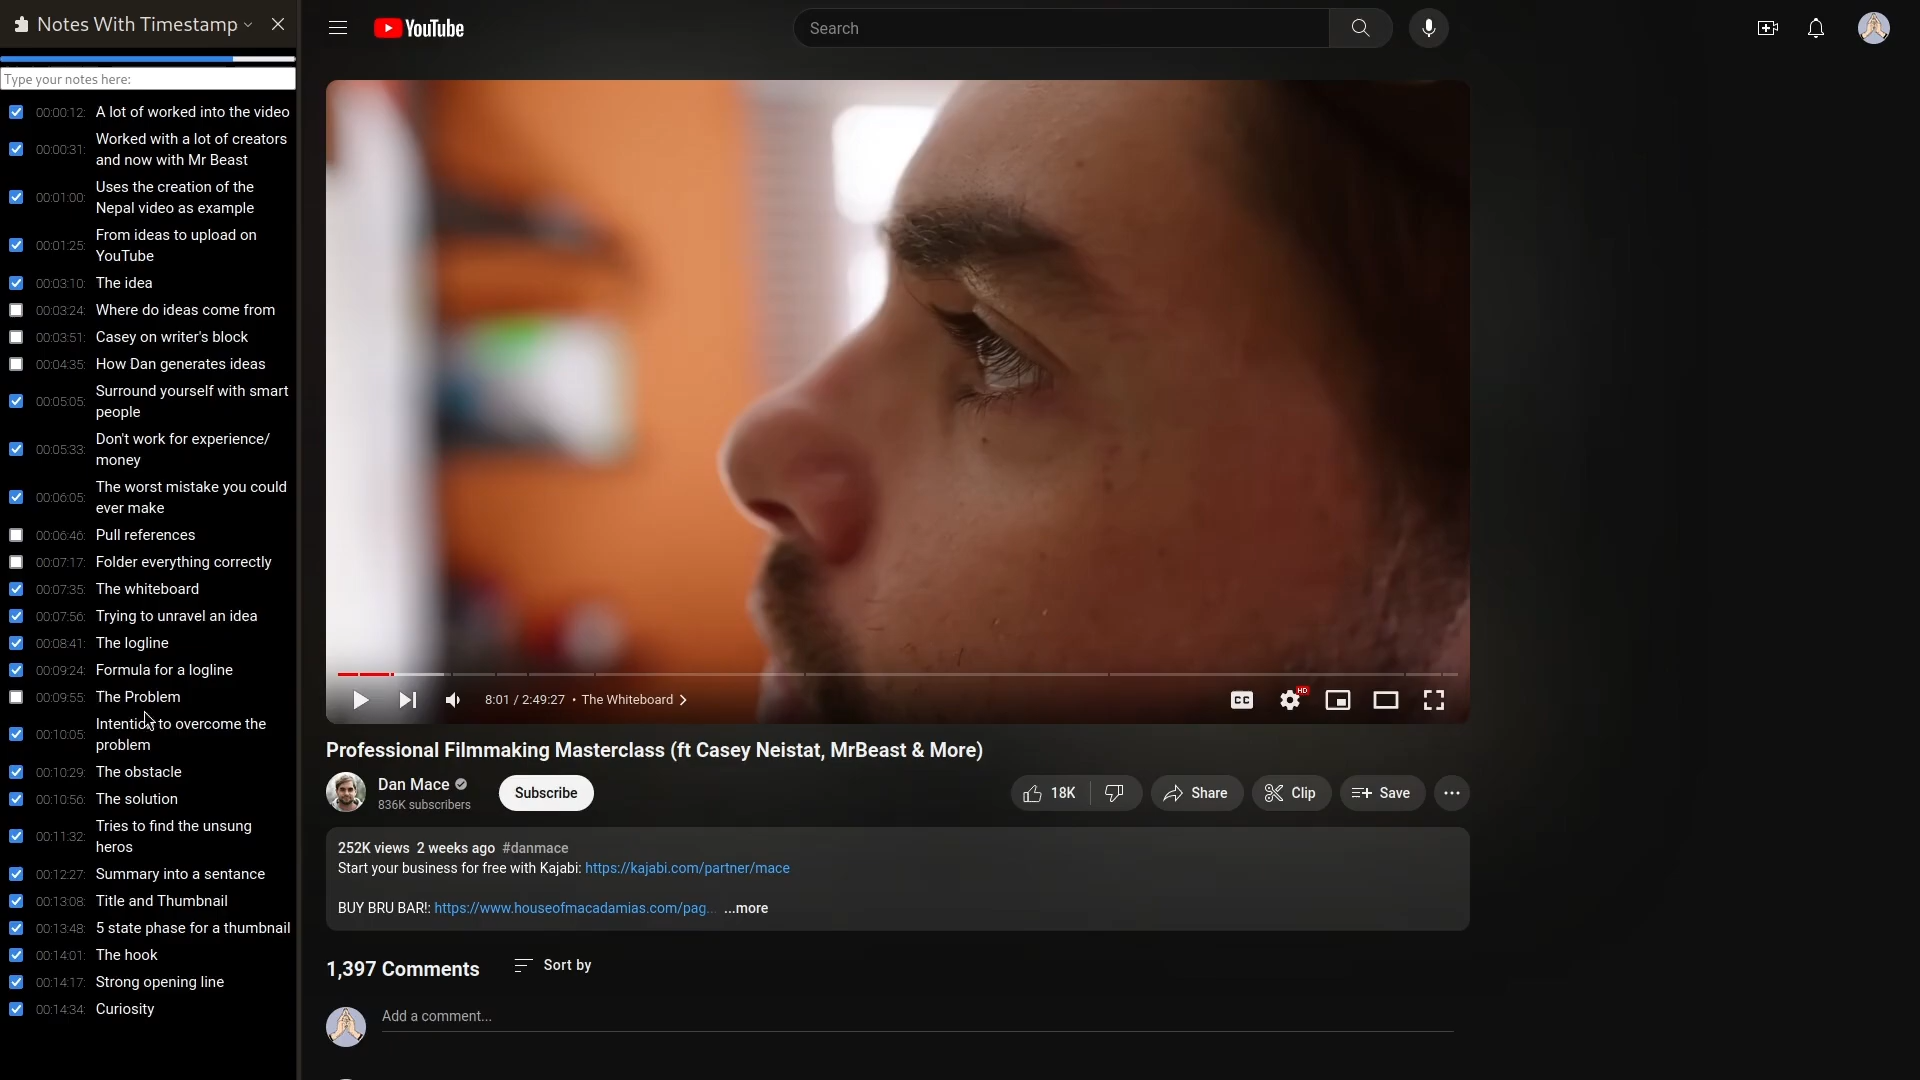 Notes With Timestamp
Type your notes here:
00:00:12: A lot of worked into the video
00:00:31: Worked with a lot of creators
and now with Mr Beast
00:01:00: Uses the creation of the
Nepal video as example
00:01:25: From ideas to upload on
YouTube
00:03:10: The idea
00:03:24: Where do ideas come from
00:03:51: Casey on writer's block
00:04:35: How Dan generates ideas
00:05:05: Surround yourself with smart
people
00:05:33: Don't work for experience/
money
00:06:05: The worst mistake you could
ever make
00:06:46: Pull references
00:07:17: Folder everything correctly
00:07:35: The whiteboard
00:07:56: Trying to unravel an idea
00:08:41: The logline
00:09:24: Formula for a logline
00:09:55: The Problem
00:10:05: Intention to overcome the
problem
00:10:29: The obstacle
00:10:56: The solution
00:11:32: Tries to find the unsung
heros
00:12:27: Summary into a sentance
00:13:08: Title and Thumbnail
00:13:48: 5 state phase for a thumbnail
00:14:01: The hook
00:14:17: Strong opening line
00:14:34: Curiosity
YouTube
Search
8:01 / 2:49:27 • The Whiteboard
CC
HD
Professional Filmmaking Masterclass (ft Casey Neistat, MrBeast & More)
Dan Mace
836K subscribers
Subscribe
18K
Share
Clip
Save
252K views 2 weeks ago #danmace
Start your business for free with Kajabi: https://kajabi.com/partner/mace
BUY BRU BAR!: https://www.houseofmacadamias.com/pag... ...more
1,397 Comments
Sort by
Add a comment...